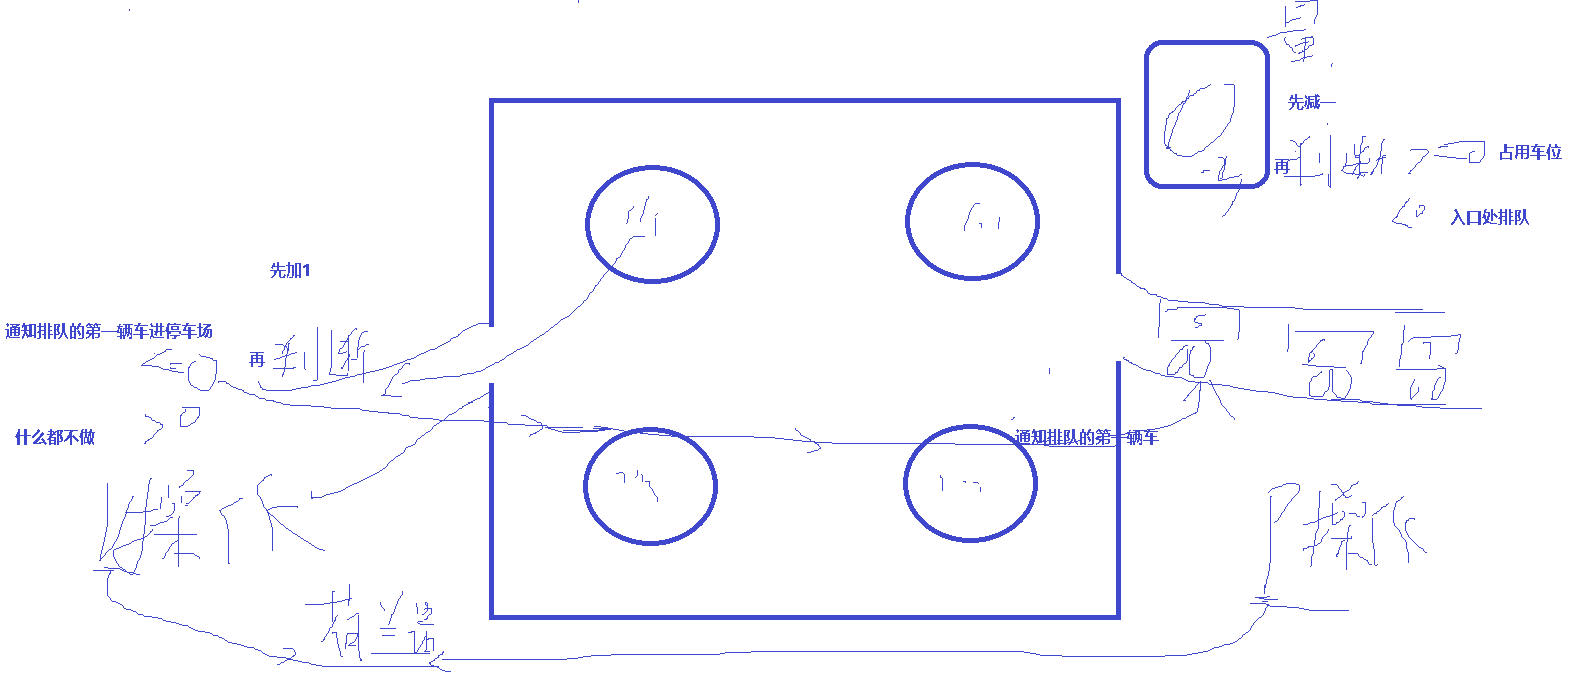 量
先减一
再判断 >=0 占用车位
<0 入口处排队
先加1
通知排队的第一辆车进停车场
<=0 再判断
>0
什么都不做
5
6
7
通知排队的第一辆车
V操作
P操作